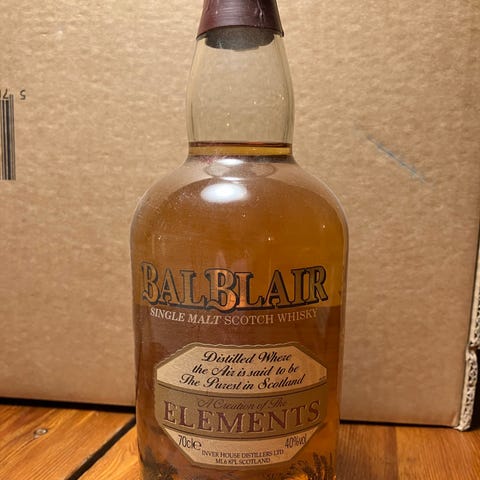 BALBLAIR
SINGLE MALT SCOTCH WHISKY
Distilled Where
the Air is said to be
The Purest in Scotland
A Creation of The
ELEMENTS
70cl e 40%vol
INVER HOUSE DISTILLERS LTD
ML6 8PL SCOTLAND